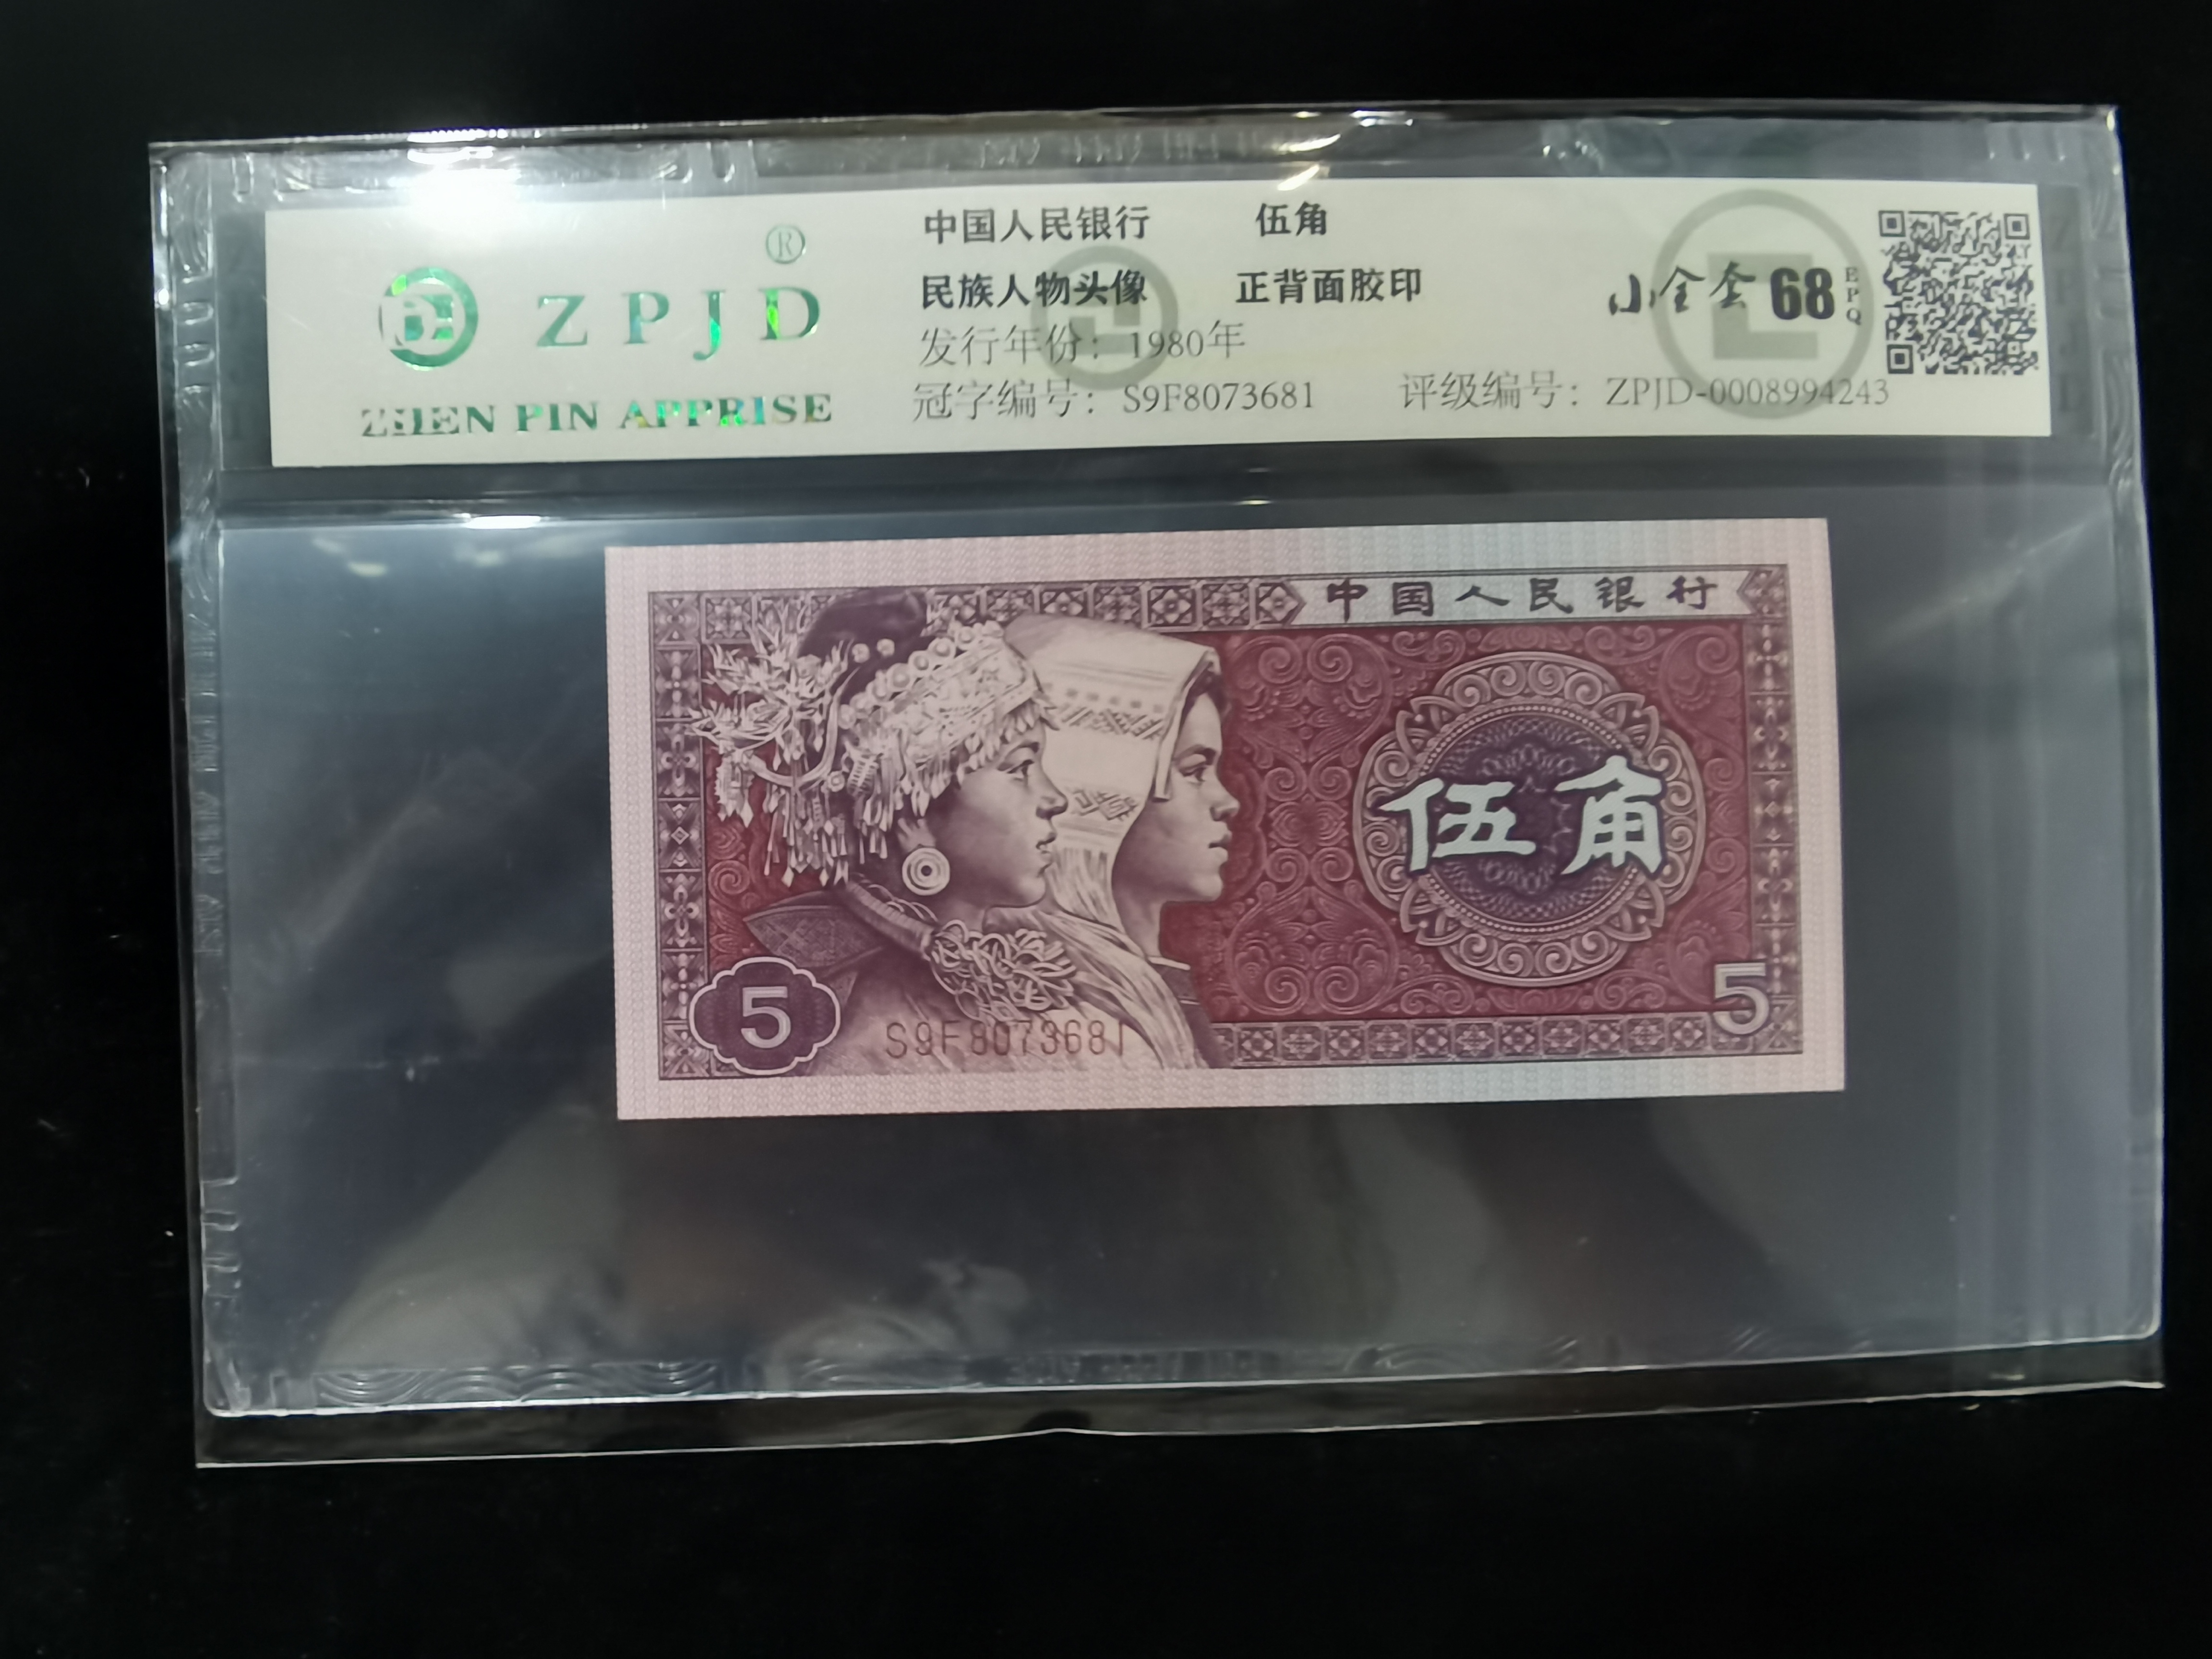 ®
ZPJD
ZHEN PIN APPRISE
中国人民银行 伍角
民族人物头像 正背面胶印
发行年份：1980年
冠字编号：S9F8073681 评级编号：ZPJD-0008994243
小全套 68 EPQ
中国人民银行
伍角
5
S9F8073681
5